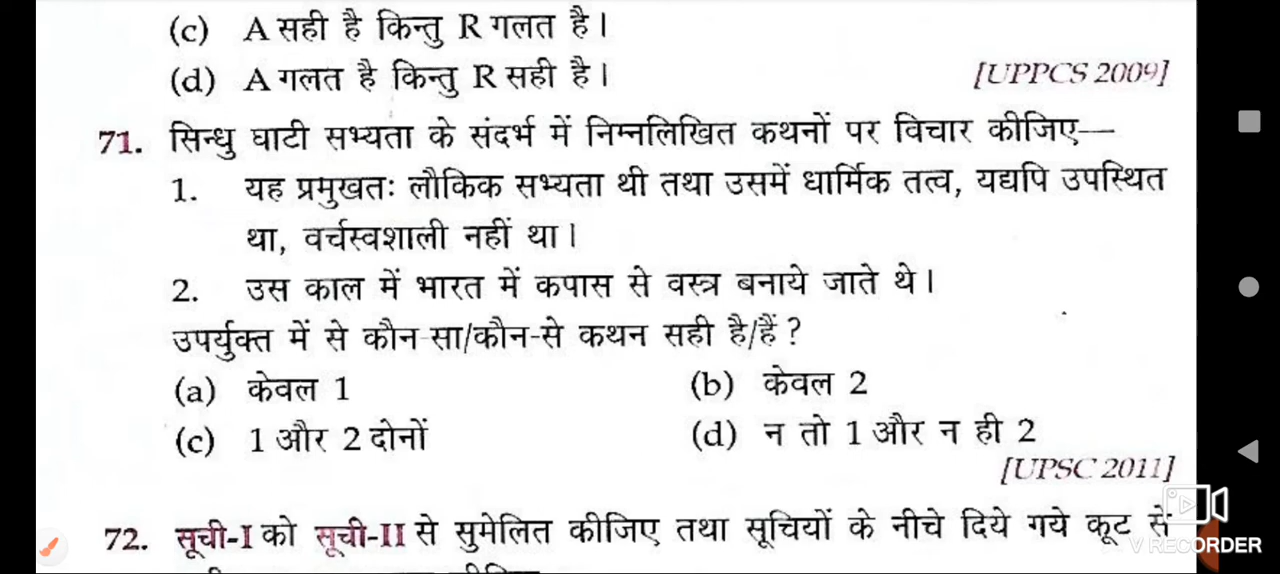 (c) A सही है किन्तु R गलत है।
(d) A गलत है किन्तु R सही है।
[UPPCS 2009]
71. सिन्धु घाटी सभ्यता के संदर्भ में निम्नलिखित कथनों पर विचार कीजिए—
1. यह प्रमुखतः लौकिक सभ्यता थी तथा उसमें धार्मिक तत्व, यद्यपि उपस्थित
था, वर्चस्वशाली नहीं था।
2. उस काल में भारत में कपास से वस्त्र बनाये जाते थे।
उपर्युक्त में से कौन-सा/कौन-से कथन सही है/हैं ?
(a) केवल 1 (b) केवल 2
(c) 1 और 2 दोनों (d) न तो 1 और न ही 2
[UPSC 2011]
72. सूची-I को सूची-II से सुमेलित कीजिए तथा सूचियों के नीचे दिये गये कूट से
V RECORDER